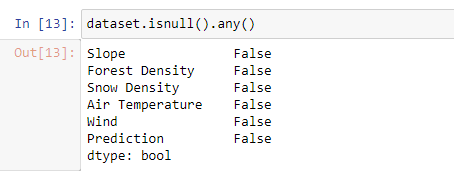 In [13]: dataset.isnull().any()
Out[13]: Slope False
Forest Density False
Snow Density False
Air Temperature False
Wind False
Prediction False
dtype: bool